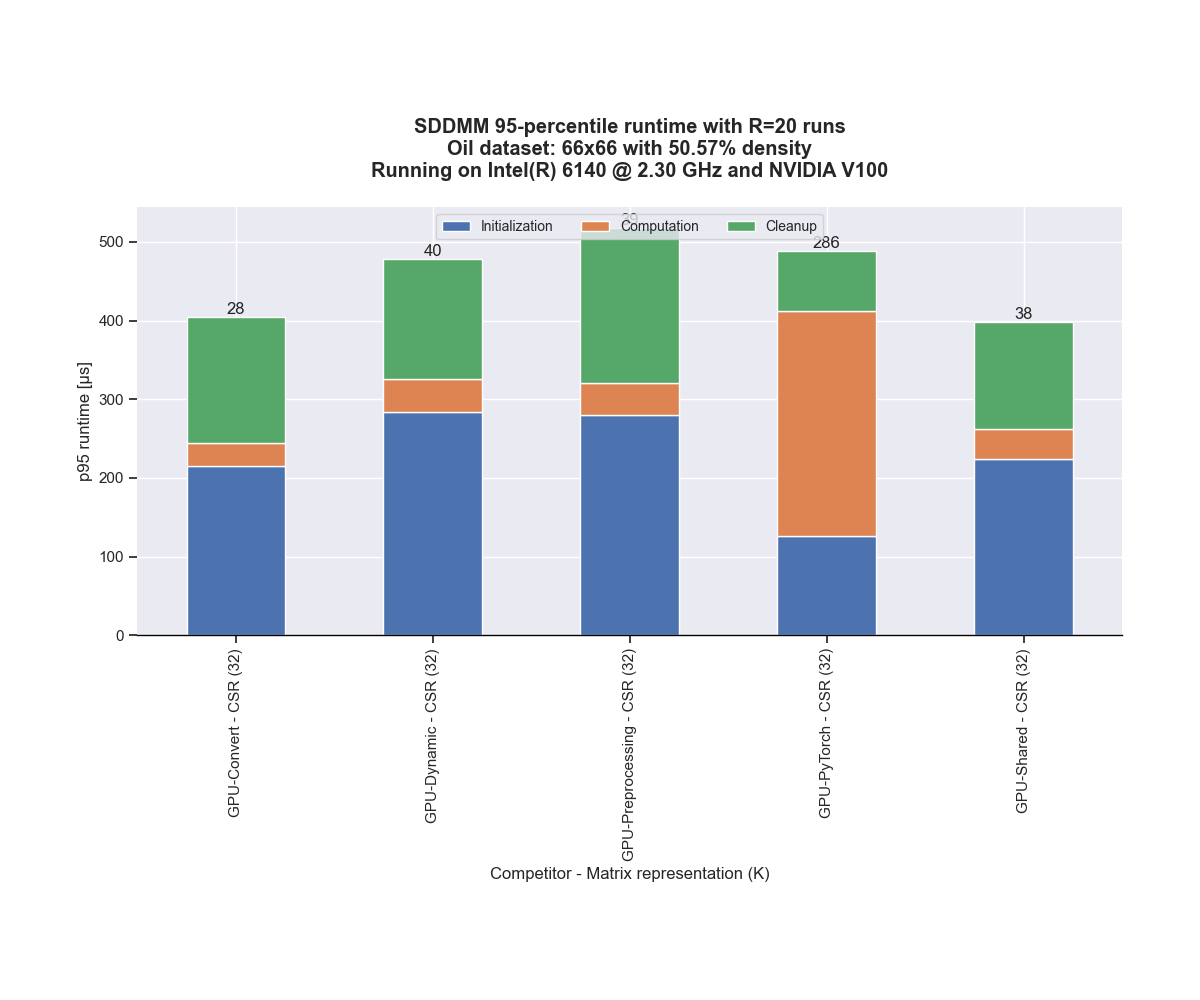 SDDMM 95-percentile runtime with R=20 runs
Oil dataset: 66x66 with 50.57% density
Running on Intel(R) 6140 @ 2.30 GHz and NVIDIA V100
39
Initialization Computation Cleanup
500
286
40
400
28
38
300
200
100
0
p95 runtime [μs]
GPU-Convert - CSR (32)
GPU-Dynamic - CSR (32)
GPU-Preprocessing - CSR (32)
GPU-PyTorch - CSR (32)
GPU-Shared - CSR (32)
Competitor - Matrix representation (K)